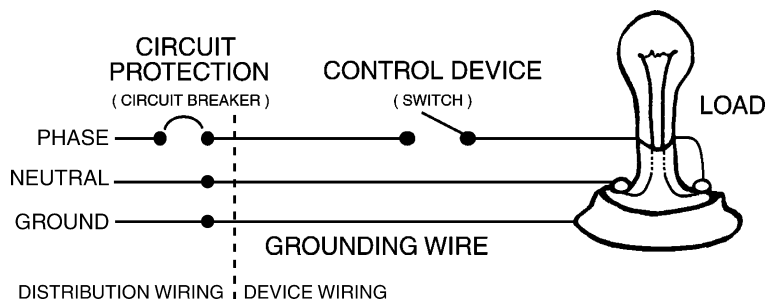 CIRCUIT
PROTECTION
( CIRCUIT BREAKER )
CONTROL DEVICE
( SWITCH )
LOAD
PHASE
NEUTRAL
GROUND
GROUNDING WIRE
DISTRIBUTION WIRING
DEVICE WIRING